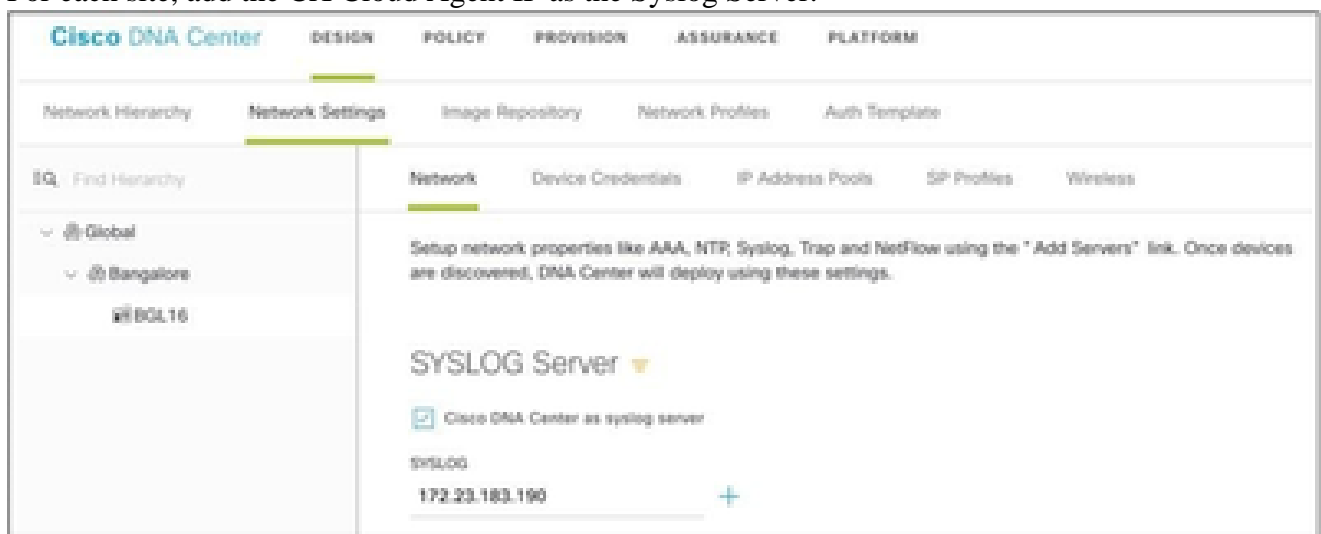 For each site, add the CX Cloud Agent IP as the Syslog Server.
Cisco DNA Center DESIGN POLICY PROVISION ASSURANCE PLATFORM
Network Hierarchy Network Settings Image Repository Network Profiles Auth Template
Find Hierarchy Network Device Credentials IP Address Pools SP Profiles Wireless
Global
Bangalore
BGL16
Setup network properties like AAA, NTP, Syslog, Trap and NetFlow using the "Add Servers" link. Once devices
are discovered, DNA Center will deploy using these settings.
SYSLOG Server
Cisco DNA Center as syslog server
SYSLOG
172.23.183.190